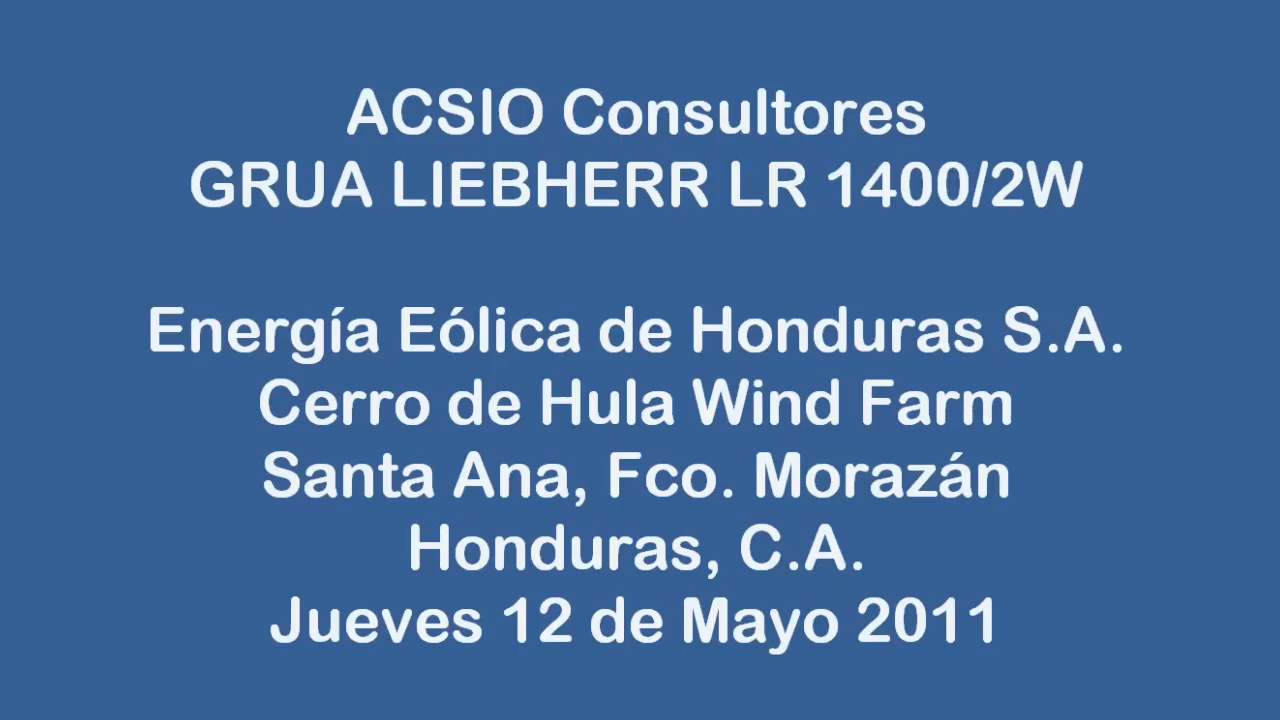 ACSIO Consultores
GRUA LIEBHERR LR 1400/2W
Energía Eólica de Honduras S.A.
Cerro de Hula Wind Farm
Santa Ana, Fco. Morazán
Honduras, C.A.
Jueves 12 de Mayo 2011